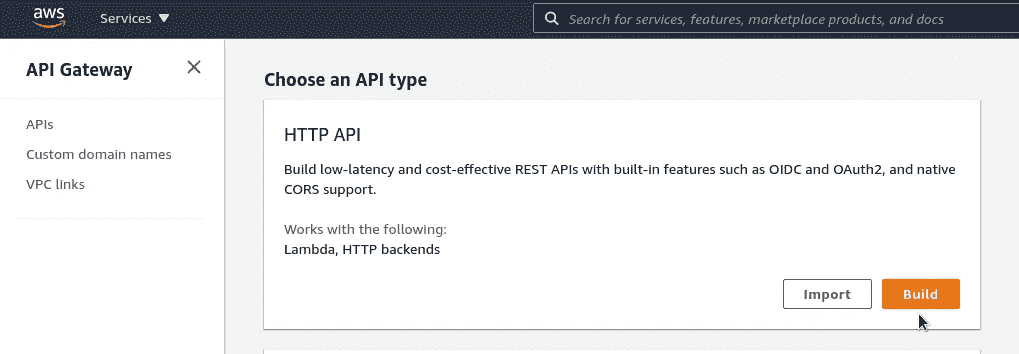 aws
Services
Search for services, features, marketplace products, and docs
API Gateway
APIs
Custom domain names
VPC links
Choose an API type
HTTP API
Build low-latency and cost-effective REST APIs with built-in features such as OIDC and OAuth2, and native
CORS support.
Works with the following:
Lambda, HTTP backends
Import
Build